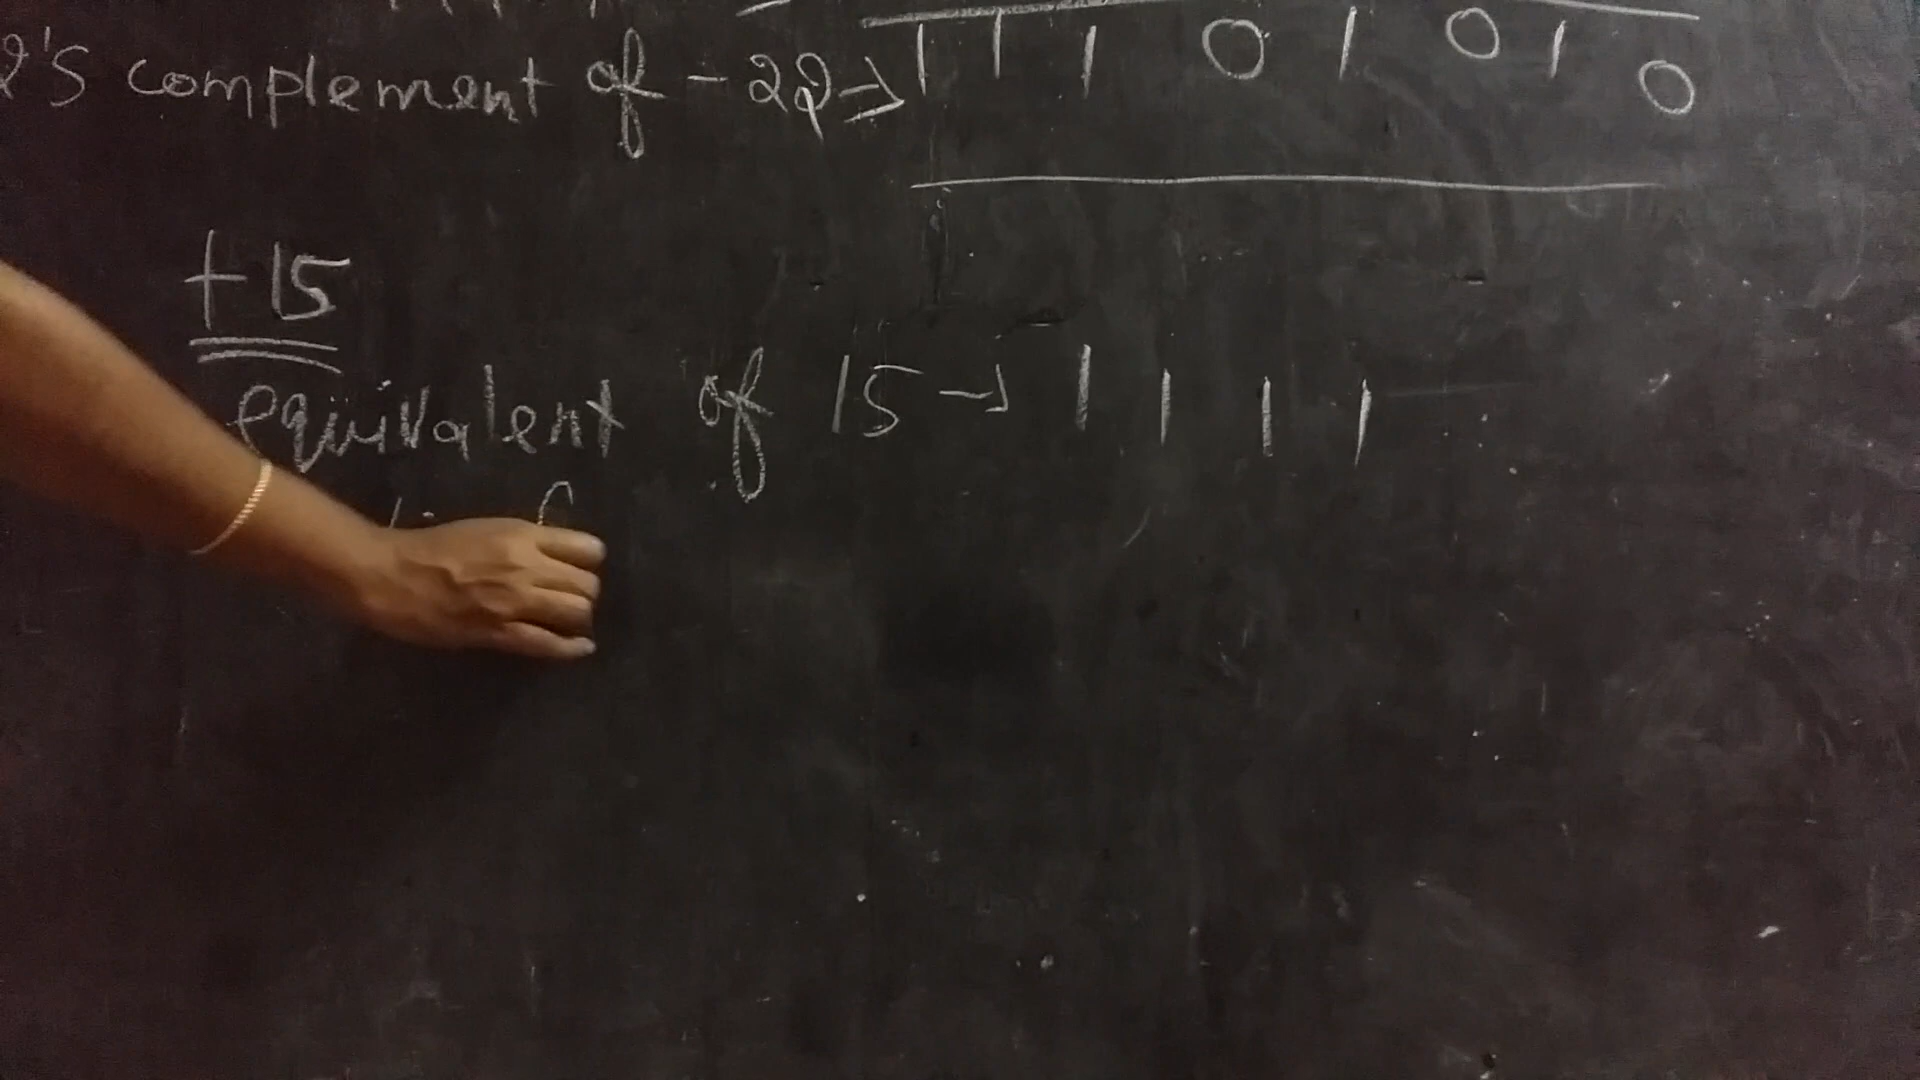 2's complement of -22→ 1 1 1 0 1 0 1 0
+15
equivalent of 15→ 1 1 1 1